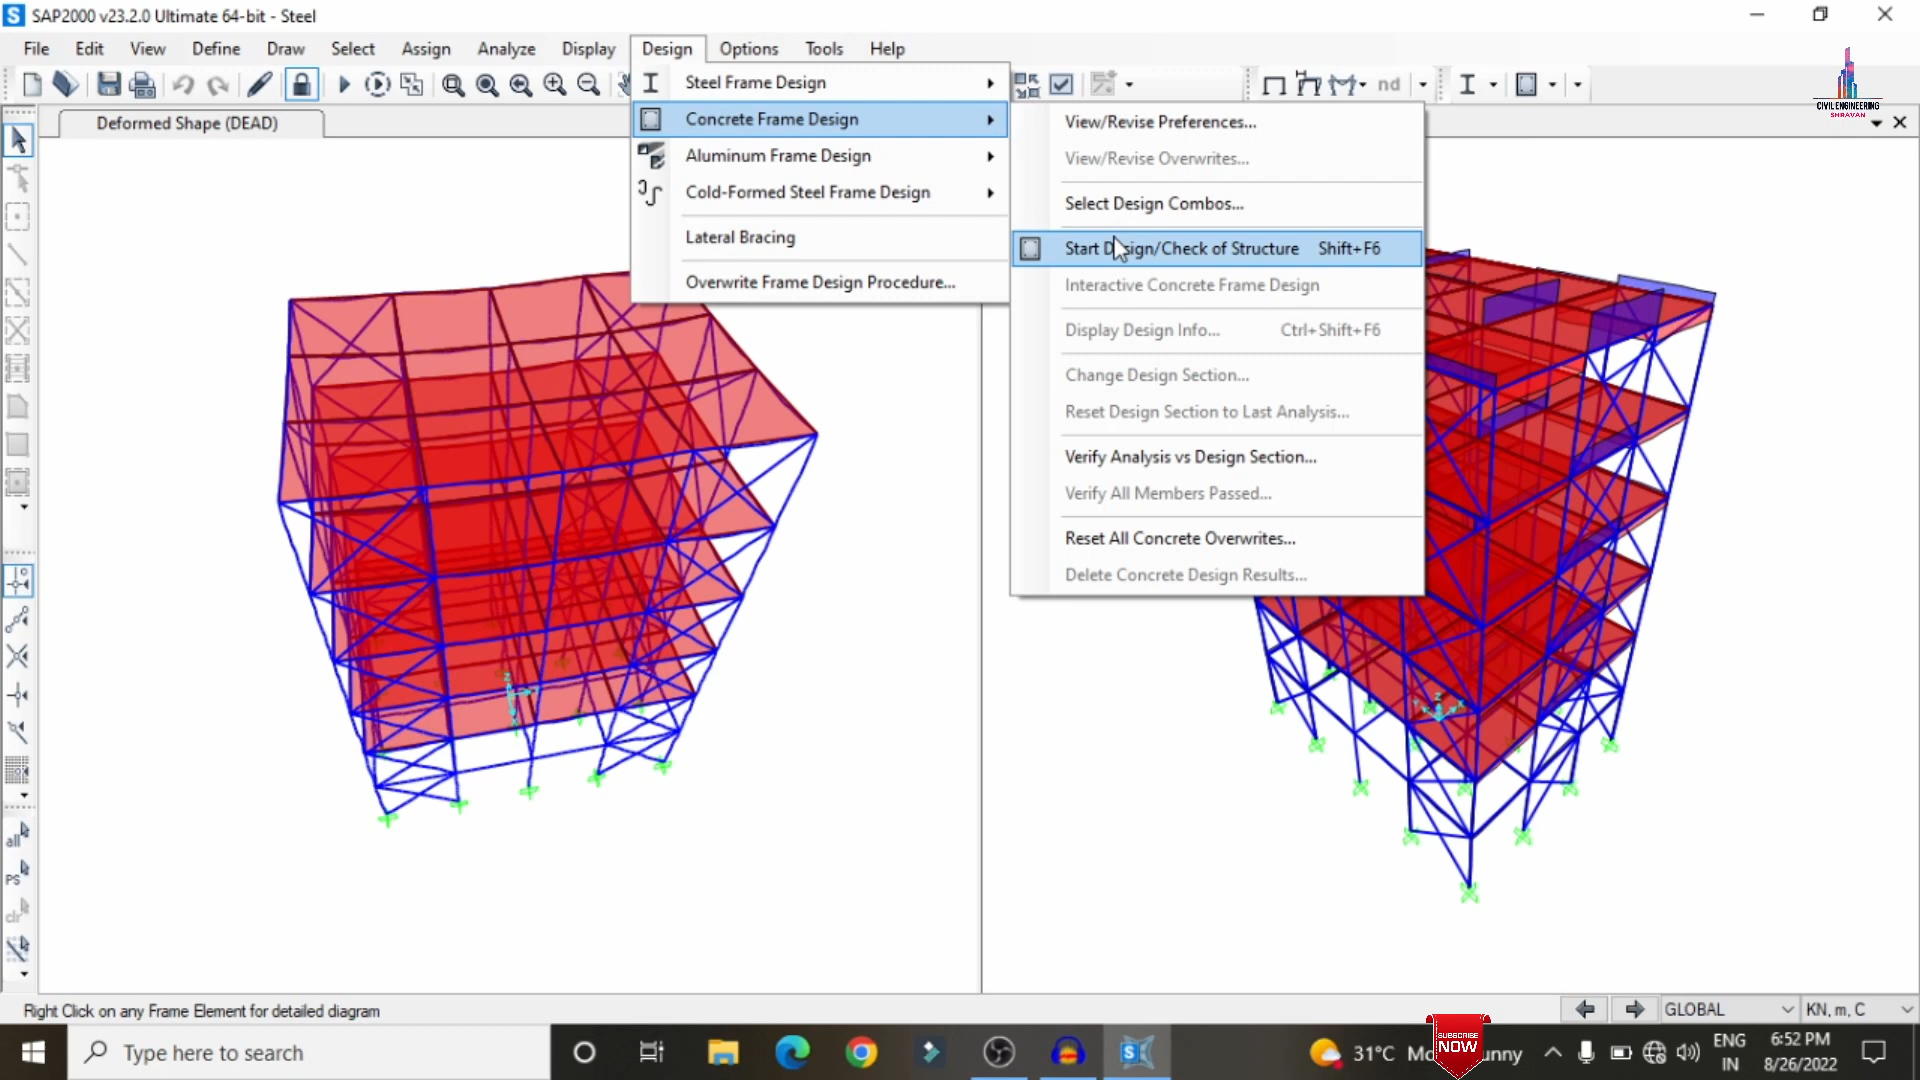 SAP2000 v23.2.0 Ultimate 64-bit - Steel
File Edit View Define Draw Select Assign Analyze Display Design Options Tools Help
nd
CIVIL ENGINEERING
SHRAVAN
Deformed Shape (DEAD)
Steel Frame Design
Concrete Frame Design
Aluminum Frame Design
Cold-Formed Steel Frame Design
Lateral Bracing
Overwrite Frame Design Procedure...
View/Revise Preferences...
View/Revise Overwrites...
Select Design Combos...
Start Design/Check of Structure Shift+F6
Interactive Concrete Frame Design
Display Design Info... Ctrl+Shift+F6
Change Design Section...
Reset Design Section to Last Analysis...
Verify Analysis vs Design Section...
Verify All Members Passed...
Reset All Concrete Overwrites...
Delete Concrete Design Results...
all
PS
clr
Z
Z
Right Click on any Frame Element for detailed diagram
GLOBAL
KN, m, C
Type here to search
31°C
SUBSCRIBE
NOW
ENG
IN
6:52 PM
8/26/2022